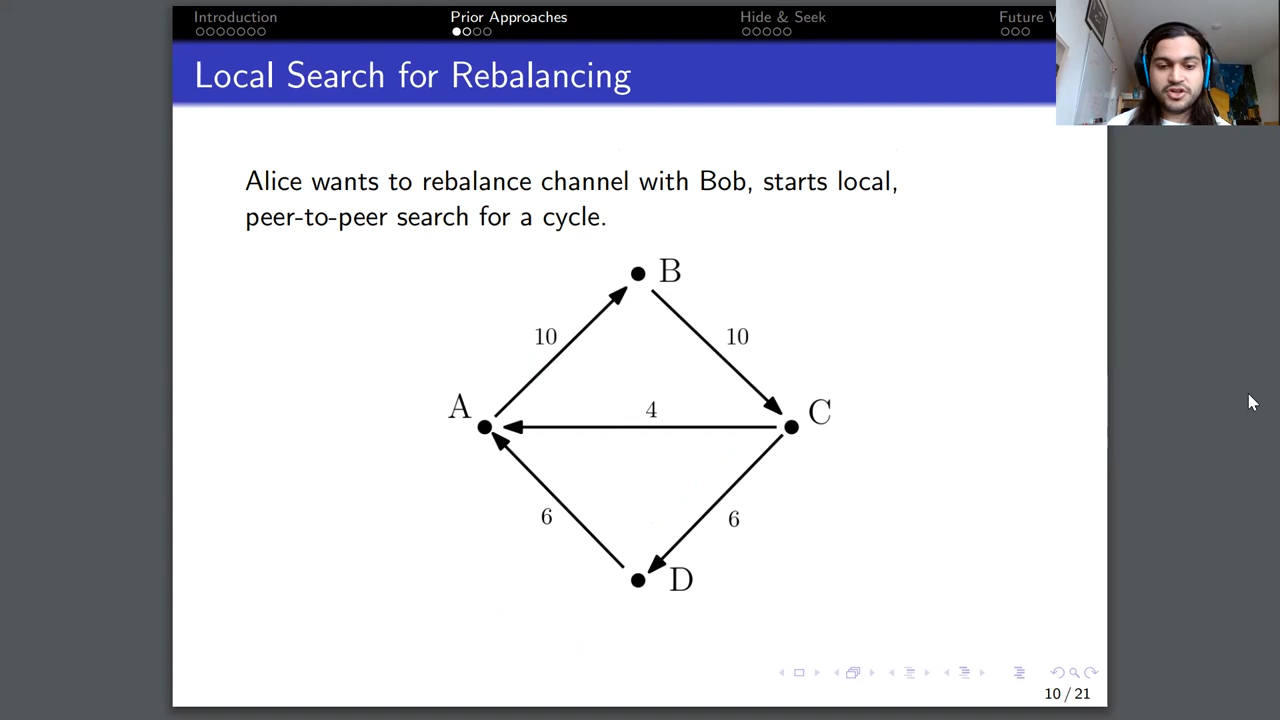 Introduction
Prior Approaches
Hide & Seek
Future
Local Search for Rebalancing
Alice wants to rebalance channel with Bob, starts local,
peer-to-peer search for a cycle.
B
10
10
A
4
C
6
6
D
10 / 21